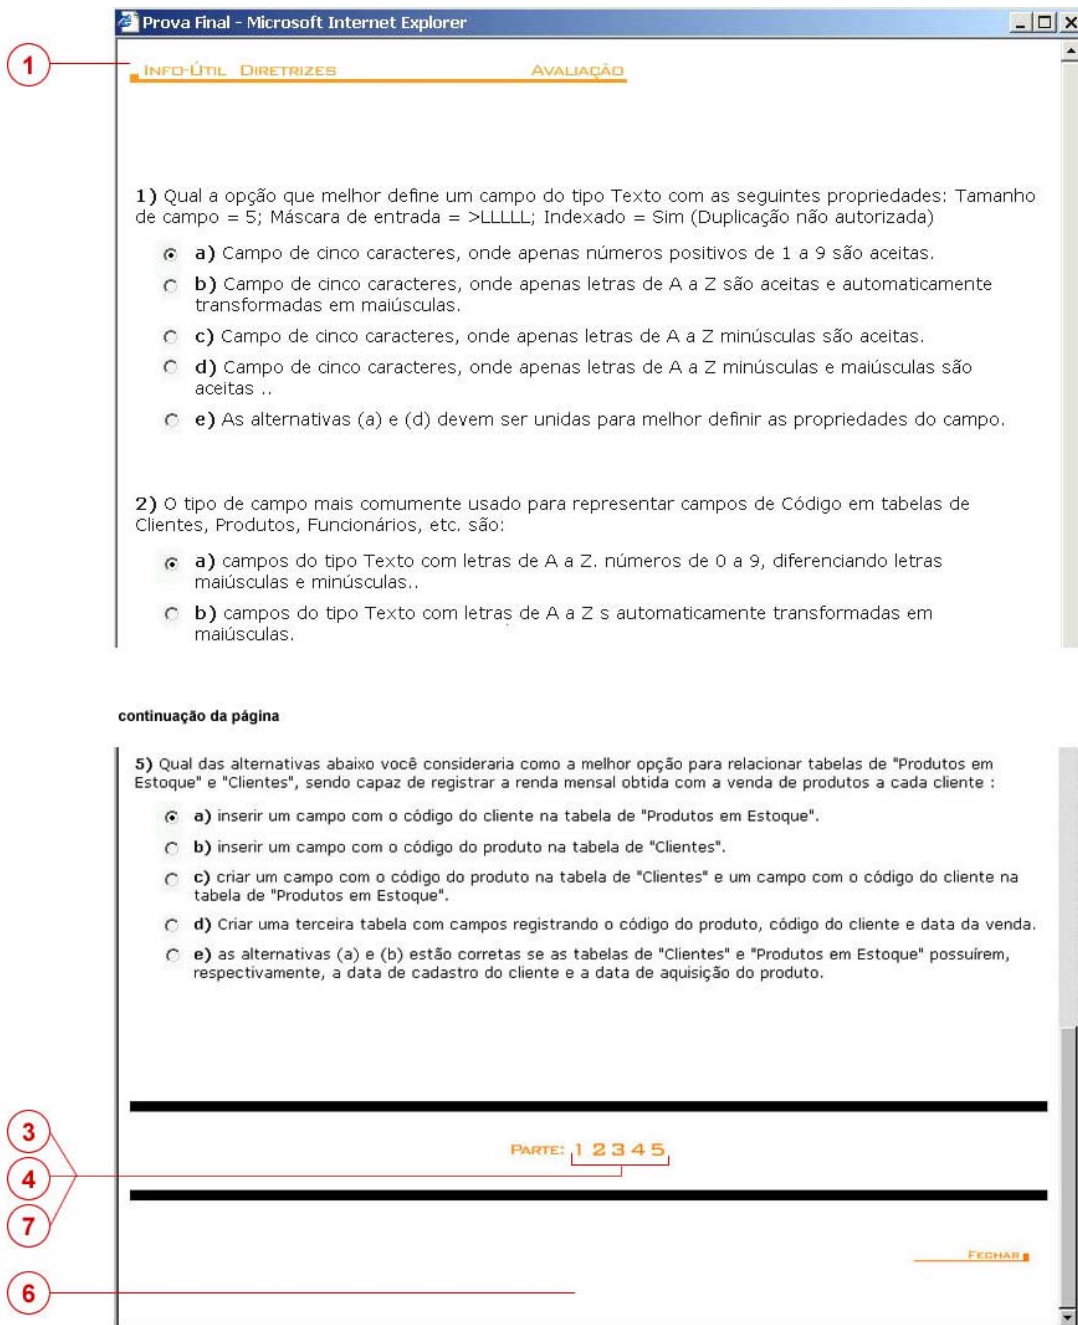 Prova Final - Microsoft Internet Explorer
1
INFO-ÚTIL DIRETRIZES AVALIAÇÃO
1) Qual a opção que melhor define um campo do tipo Texto com as seguintes propriedades: Tamanho
de campo = 5; Máscara de entrada = >LLLLL; Indexado = Sim (Duplicação não autorizada)
a) Campo de cinco caracteres, onde apenas números positivos de 1 a 9 são aceitas.
b) Campo de cinco caracteres, onde apenas letras de A a Z são aceitas e automaticamente
transformadas em maiúsculas.
c) Campo de cinco caracteres, onde apenas letras de A a Z minúsculas são aceitas.
d) Campo de cinco caracteres, onde apenas letras de A a Z minúsculas e maiúsculas são
aceitas ..
e) As alternativas (a) e (d) devem ser unidas para melhor definir as propriedades do campo.
2) O tipo de campo mais comumente usado para representar campos de Código em tabelas de
Clientes, Produtos, Funcionários, etc. são:
a) campos do tipo Texto com letras de A a Z. números de 0 a 9, diferenciando letras
maiúsculas e minúsculas..
b) campos do tipo Texto com letras de A a Z s automaticamente transformadas em
maiúsculas.
continuação da página
5) Qual das alternativas abaixo você consideraria como a melhor opção para relacionar tabelas de "Produtos em
Estoque" e "Clientes", sendo capaz de registrar a renda mensal obtida com a venda de produtos a cada cliente :
a) inserir um campo com o código do cliente na tabela de "Produtos em Estoque".
b) inserir um campo com o código do produto na tabela de "Clientes".
c) criar um campo com o código do produto na tabela de "Clientes" e um campo com o código do cliente na
tabela de "Produtos em Estoque".
d) Criar uma terceira tabela com campos registrando o código do produto, código do cliente e data da venda.
e) as alternativas (a) e (b) estão corretas se as tabelas de "Clientes" e "Produtos em Estoque" possuírem,
respectivamente, a data de cadastro do cliente e a data de aquisição do produto.
3
PARTE: 1 2 3 4 5
4
7
FECHAR
6